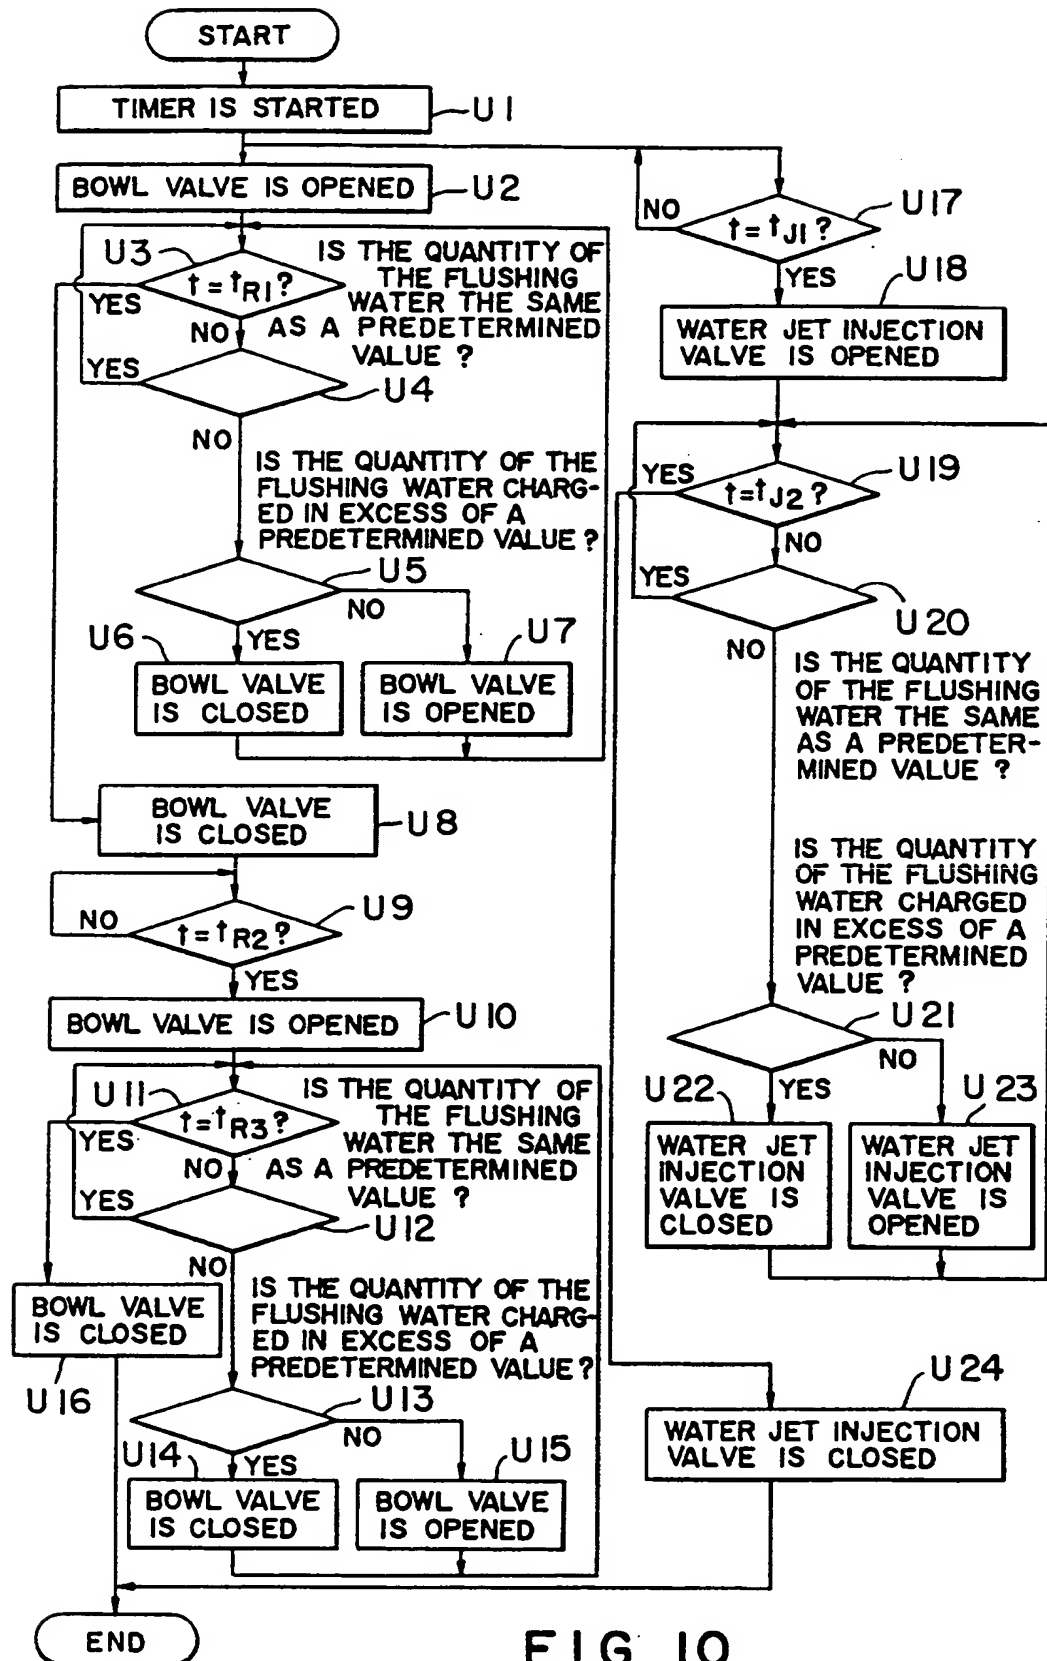 START
TIMER IS STARTED
U1
BOWL VALVE IS OPENED
U2
U3
t = tR1?
YES
NO
IS THE QUANTITY OF
THE FLUSHING
WATER THE SAME
AS A PREDETERMINED
VALUE ?
YES
U4
NO
IS THE QUANTITY OF THE
FLUSHING WATER CHARG-
ED IN EXCESS OF A
PREDETERMINED VALUE ?
U5
NO
YES
U6
BOWL VALVE
IS CLOSED
U7
BOWL VALVE
IS OPENED
BOWL VALVE
IS CLOSED
U8
U9
NO
t = tR2?
YES
BOWL VALVE IS OPENED
U10
U11
t = tR3?
YES
NO
IS THE QUANTITY OF
THE FLUSHING
WATER THE SAME
AS A PREDETERMINED
VALUE ?
YES
U12
NO
BOWL VALVE
IS CLOSED
U16
IS THE QUANTITY OF THE
FLUSHING WATER CHARG-
ED IN EXCESS OF A
PREDETERMINED VALUE?
U13
NO
YES
U14
BOWL VALVE
IS CLOSED
U15
BOWL VALVE
IS OPENED
END
NO
t = tJ1 ?
U17
YES
U18
WATER JET INJECTION
VALVE IS OPENED
YES
t = tJ2 ?
U19
NO
YES
U20
NO
IS THE QUANTITY
OF THE FLUSHING
WATER THE SAME
AS A PREDETER-
MINED VALUE ?
IS THE QUANTITY
OF THE FLUSHING
WATER CHARGED
IN EXCESS OF A
PREDETERMINED
VALUE ?
U21
NO
YES
U22
WATER JET
INJECTION
VALVE IS
CLOSED
U23
WATER JET
INJECTION
VALVE IS
OPENED
U24
WATER JET INJECTION
VALVE IS CLOSED
FIG 10